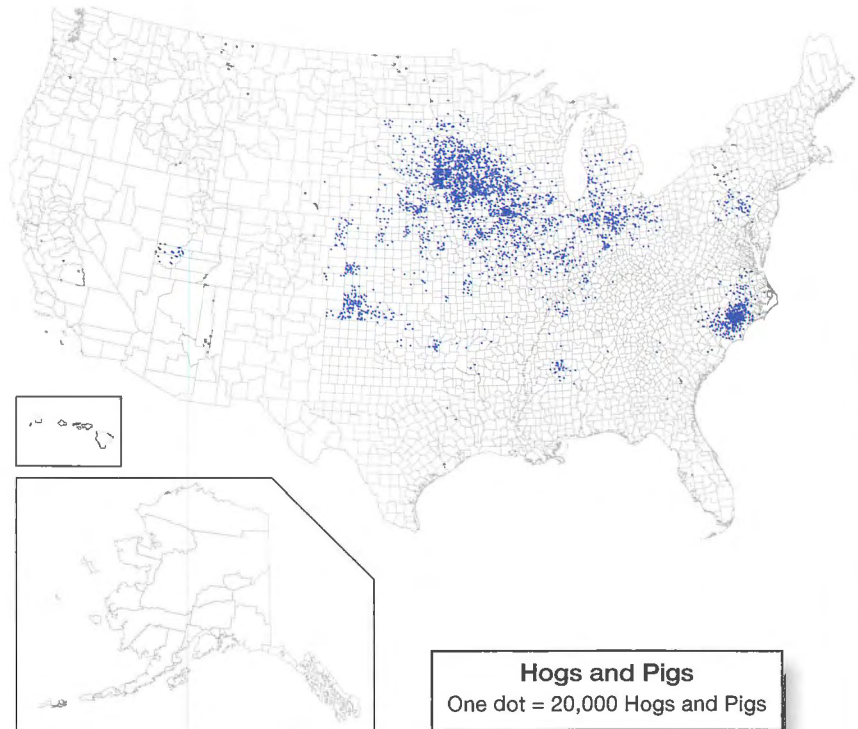 Hogs and Pigs
One dot = 20,000 Hogs and Pigs